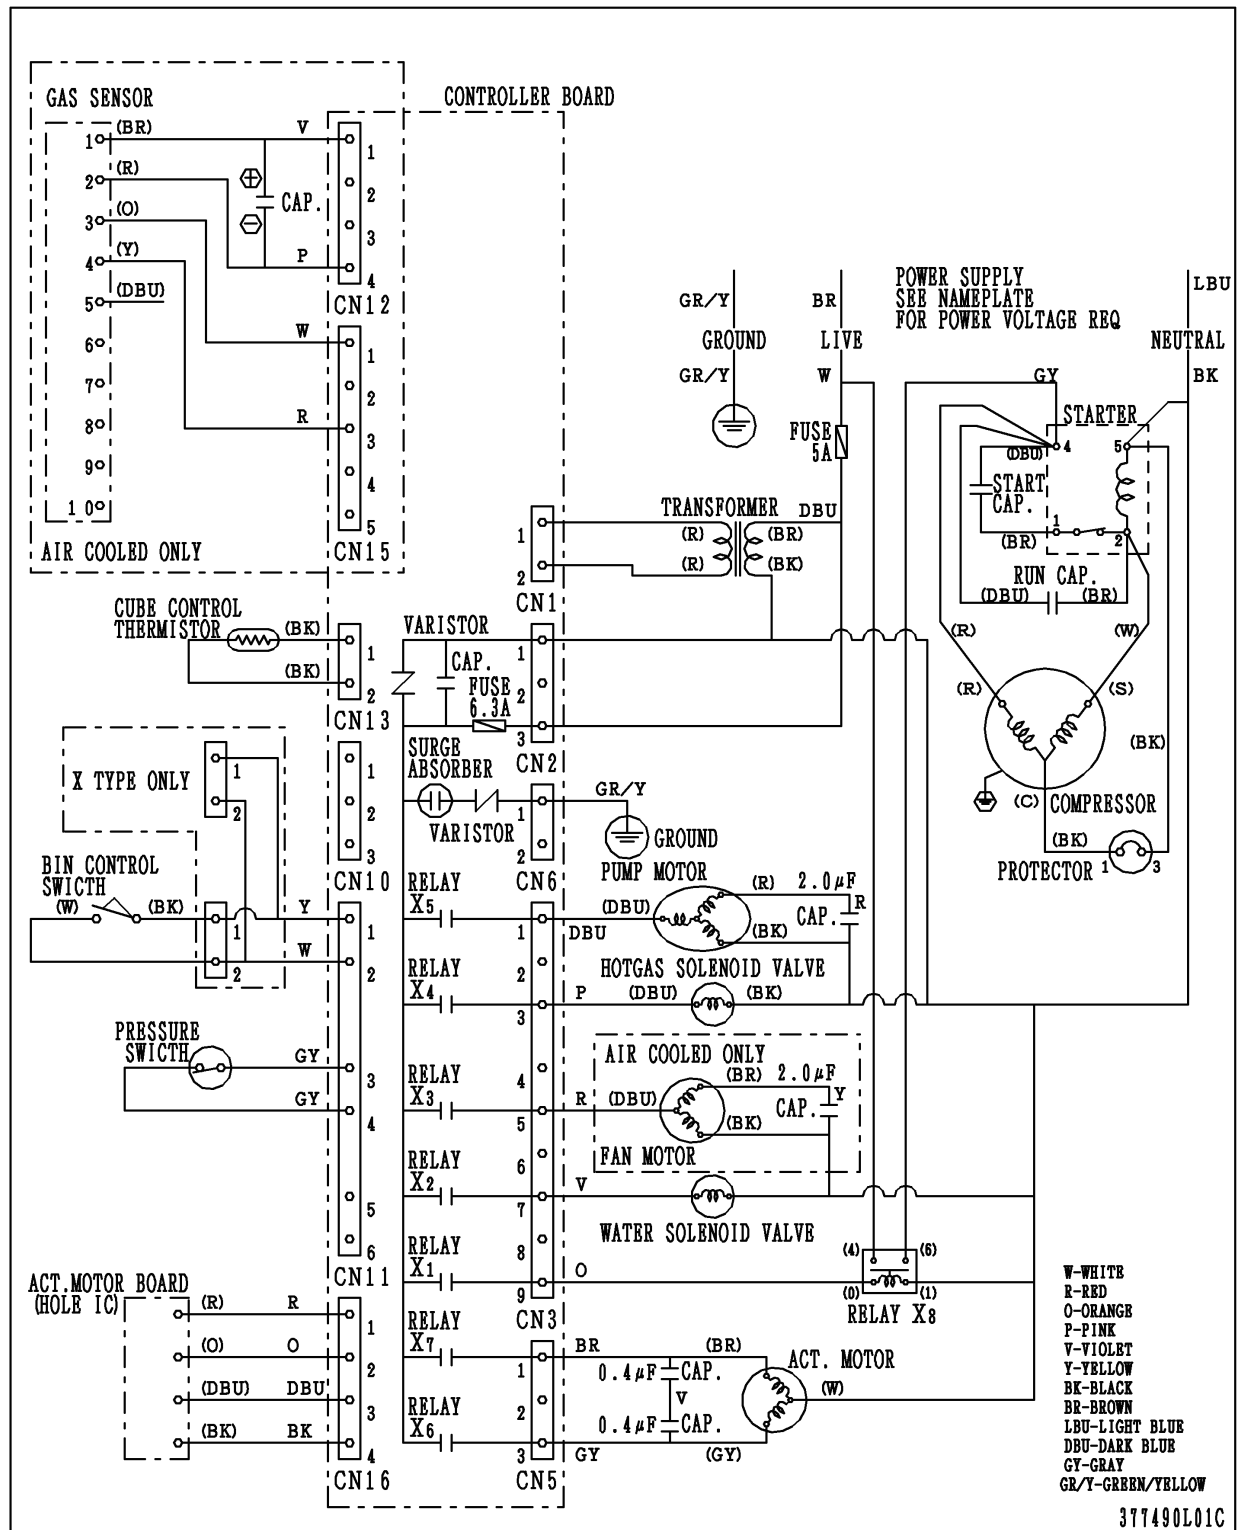 GAS SENSOR
CONTROLLER BOARD
1 (BR) V
2 (R)
3 (O)
4 (Y)
5 (DBU)
6
7
8
9
1 0
⊕
⊖
CAP.
P
1
2
3
4
CN12
W
R
1
2
3
4
5
CN15
AIR COOLED ONLY
GR/Y
GROUND
GR/Y
BR
LIVE
W
FUSE
5A
POWER SUPPLY
SEE NAMEPLATE
FOR POWER VOLTAGE REQ
LBU
NEUTRAL
BK
GY
STARTER
4
5
(DBU)
START
CAP.
1
2
(BR)
RUN CAP.
(DBU) (BR)
(R)
(W)
(R)
(S)
(BK)
(C) COMPRESSOR
(BK)
PROTECTOR 1 3
TRANSFORMER DBU
(R) (BR)
(R) (BK)
1
2
CN1
CUBE CONTROL
THERMISTOR
(BK)
(BK)
1
2
CN13
VARISTOR
CAP.
FUSE
6.3A
1
2
3
CN2
SURGE
ABSORBER
VARISTOR
1
2
CN6
GR/Y
GROUND
1
2
3
CN10
X TYPE ONLY
1
2
BIN CONTROL
SWICTH
(W) (BK)
1
2
Y
W
1
2
PRESSURE
SWICTH
GY
GY
3
4
5
6
CN11
RELAY
X5
RELAY
X4
RELAY
X3
RELAY
X2
RELAY
X1
1
2
3
4
5
6
7
8
9
CN3
PUMP MOTOR
DBU
(DBU)
(R)
(BK)
2.0μF
CAP.
R
HOTGAS SOLENOID VALVE
P (DBU) (BK)
AIR COOLED ONLY
(BR) 2.0μF
R (DBU)
CAP.
Y
(BK)
FAN MOTOR
V
WATER SOLENOID VALVE
O
(4) (6)
(0) (1)
RELAY X8
ACT.MOTOR BOARD
(HOLE IC)
(R) R
(O) O
(DBU) DBU
(BK) BK
1
2
3
4
CN16
RELAY
X7
RELAY
X6
1
2
3
CN5
BR (BR)
0.4μF CAP.
V
0.4μF CAP.
GY (GY)
ACT. MOTOR
(W)
W-WHITE
R-RED
O-ORANGE
P-PINK
V-VIOLET
Y-YELLOW
BK-BLACK
BR-BROWN
LBU-LIGHT BLUE
DBU-DARK BLUE
GY-GRAY
GR/Y-GREEN/YELLOW
377490L01C